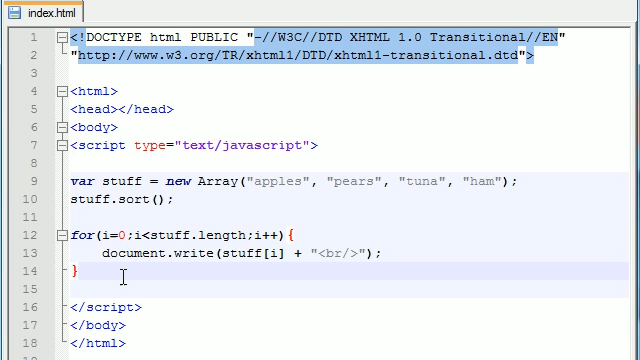 index.html
1 <!DOCTYPE html PUBLIC "-//W3C//DTD XHTML 1.0 Transitional//EN"
2 "http://www.w3.org/TR/xhtml1/DTD/xhtml1-transitional.dtd">
3
4 <html>
5 <head></head>
6 <body>
7 <script type="text/javascript">
8
9 var stuff = new Array("apples", "pears", "tuna", "ham");
10 stuff.sort();
11
12 for(i=0;i<stuff.length;i++){
13 document.write(stuff[i] + "<br/>");
14 }
15
16 </script>
17 </body>
18 </html>